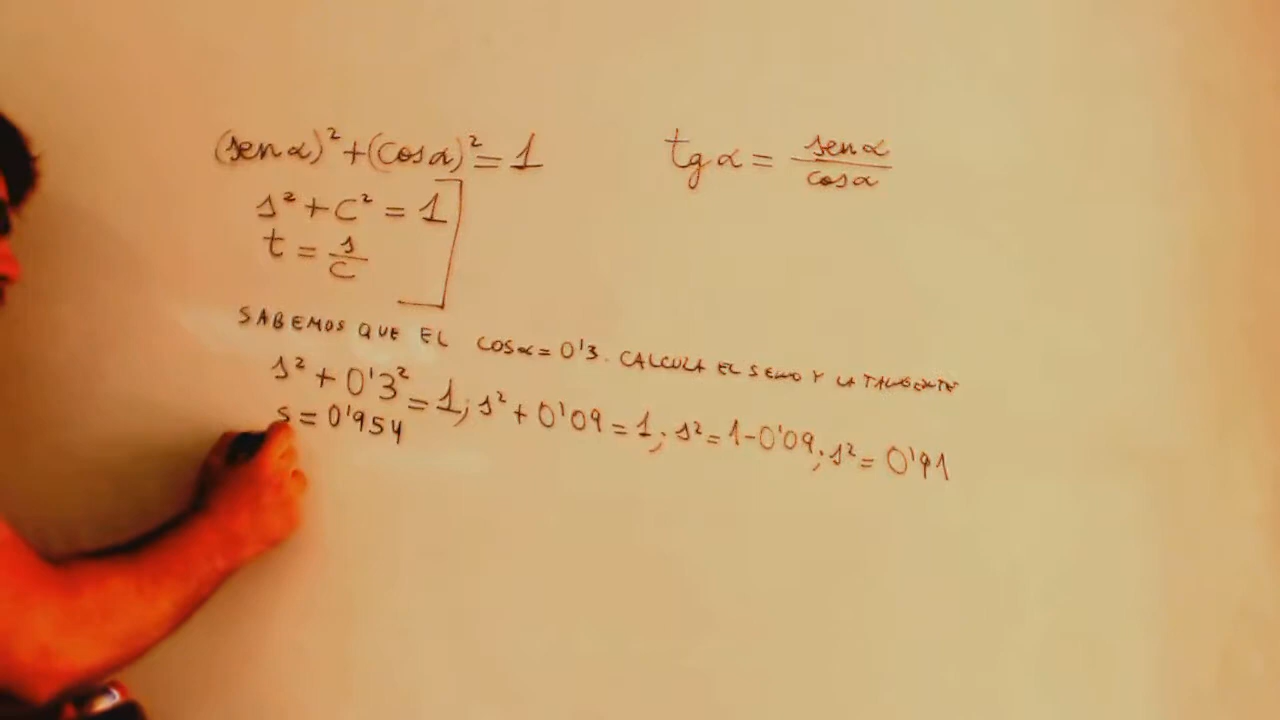 (sen α)² + (cos α)² = 1
tg α = sen α / cos α
s² + c² = 1
t = s / c
SABEMOS QUE EL cos α = 0'3. CALCULA EL SENO Y LA TANGENTE
s² + 0'3² = 1; s² + 0'09 = 1; s² = 1 - 0'09; s² = 0'91
s = 0'954